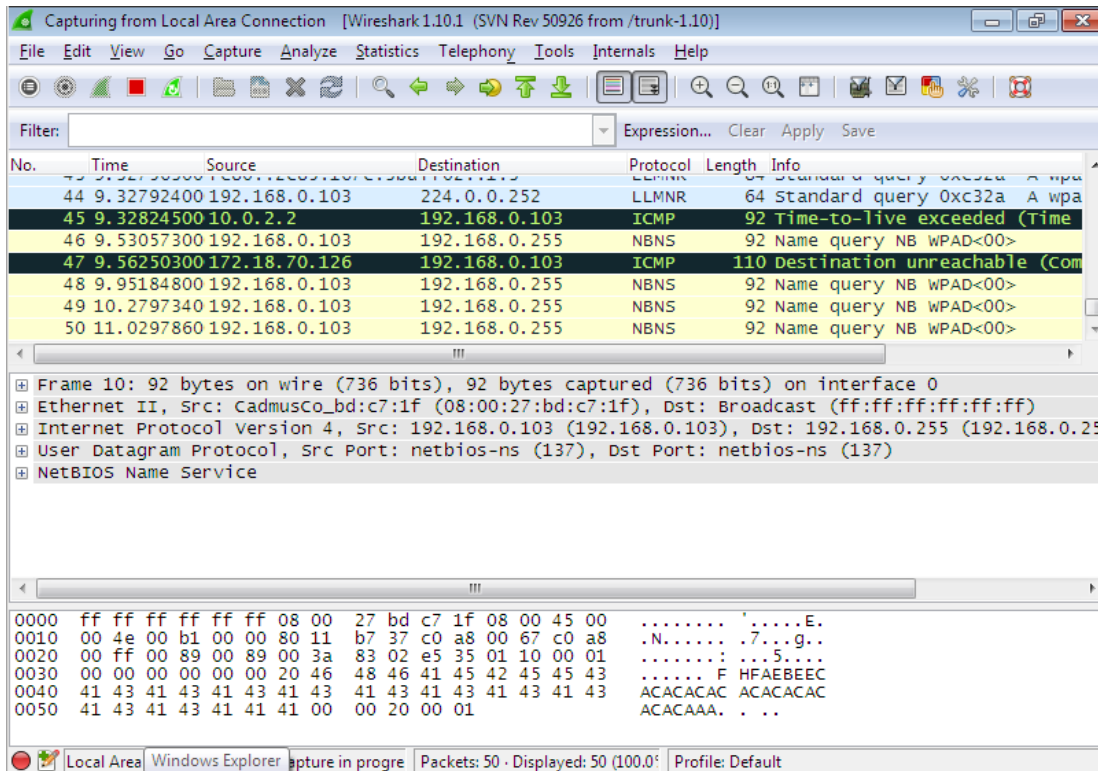 Capturing from Local Area Connection [Wireshark 1.10.1 (SVN Rev 50926 from /trunk-1.10)]
File Edit View Go Capture Analyze Statistics Telephony Tools Internals Help
Filter: Expression... Clear Apply Save
No. Time Source Destination Protocol Length Info
44 9.32792400 192.168.0.103 224.0.0.252 LLMNR 64 Standard query 0xc32a A wpa
45 9.32824500 10.0.2.2 192.168.0.103 ICMP 92 Time-to-live exceeded (Time
46 9.53057300 192.168.0.103 192.168.0.255 NBNS 92 Name query NB WPAD<00>
47 9.56250300 172.18.70.126 192.168.0.103 ICMP 110 Destination unreachable (Com
48 9.95184800 192.168.0.103 192.168.0.255 NBNS 92 Name query NB WPAD<00>
49 10.2797340 192.168.0.103 192.168.0.255 NBNS 92 Name query NB WPAD<00>
50 11.0297860 192.168.0.103 192.168.0.255 NBNS 92 Name query NB WPAD<00>
Frame 10: 92 bytes on wire (736 bits), 92 bytes captured (736 bits) on interface 0
Ethernet II, Src: CadmusCo_bd:c7:1f (08:00:27:bd:c7:1f), Dst: Broadcast (ff:ff:ff:ff:ff:ff)
Internet Protocol Version 4, Src: 192.168.0.103 (192.168.0.103), Dst: 192.168.0.255 (192.168.0.25
User Datagram Protocol, Src Port: netbios-ns (137), Dst Port: netbios-ns (137)
NetBIOS Name Service
0000 ff ff ff ff ff ff 08 00 27 bd c7 1f 08 00 45 00 ........ '.....E.
0010 00 4e 00 b1 00 00 80 11 b7 37 c0 a8 00 67 c0 a8 .N...... .7...g..
0020 00 ff 00 89 00 89 00 3a 83 02 e5 35 01 10 00 01 .......: ...5....
0030 00 00 00 00 00 00 20 46 48 46 41 45 42 45 45 43 ...... F HFAEBEEC
0040 41 43 41 43 41 43 41 43 41 43 41 43 41 43 41 43 ACACACAC ACACACAC
0050 41 43 41 43 41 41 41 00 00 20 00 01 ACACAAA. . ..
Local Area Windows Explorer apture in progre Packets: 50 · Displayed: 50 (100.0% Profile: Default